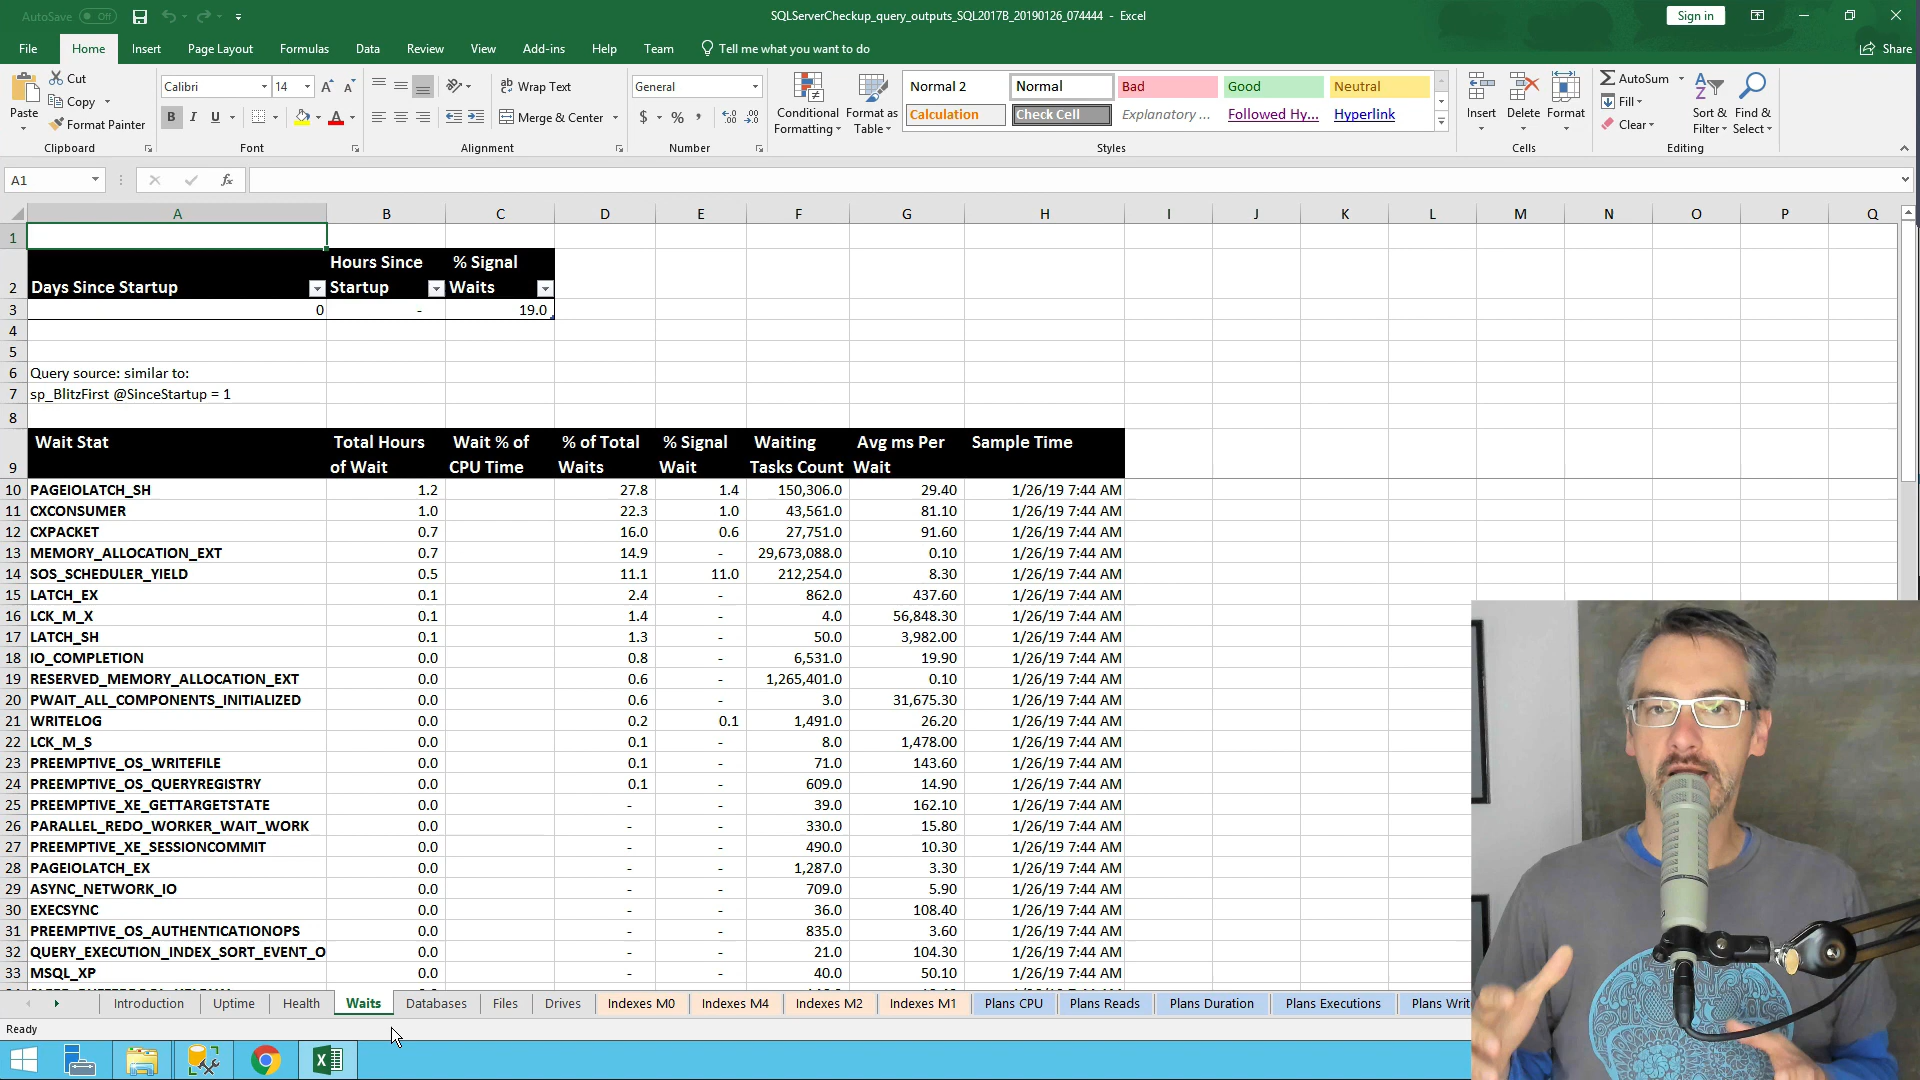 AutoSave Off SQLServerCheckup_query_outputs_SQL2017B_20190126_074444 - Excel Sign in
File Home Insert Page Layout Formulas Data Review View Add-ins Help Team Tell me what you want to do Share
Paste Cut Copy Format Painter
Clipboard
Calibri 14
B I U
Font
Wrap Text
Merge & Center
Alignment
General
$ % ,
Number
Conditional Formatting
Format as Table
Normal 2 Normal Bad Good Neutral
Calculation Check Cell Explanatory ... Followed Hy... Hyperlink
Styles
Insert Delete Format
Cells
AutoSum
Fill
Clear
Sort & Filter
Find & Select
Editing
A1 fx
A B C D E F G H I J K L M N O P Q
1
2 Days Since Startup Hours Since Startup % Signal Waits
3 0 - 19.0
4
5
6 Query source: similar to:
7 sp_BlitzFirst @SinceStartup = 1
8
9 Wait Stat Total Hours of Wait Wait % of CPU Time % of Total Waits % Signal Wait Waiting Tasks Count Avg ms Per Wait Sample Time
10 PAGEIOLATCH_SH 1.2 27.8 1.4 150,306.0 29.40 1/26/19 7:44 AM
11 CXCONSUMER 1.0 22.3 1.0 43,561.0 81.10 1/26/19 7:44 AM
12 CXPACKET 0.7 16.0 0.6 27,751.0 91.60 1/26/19 7:44 AM
13 MEMORY_ALLOCATION_EXT 0.7 14.9 - 29,673,088.0 0.10 1/26/19 7:44 AM
14 SOS_SCHEDULER_YIELD 0.5 11.1 11.0 212,254.0 8.30 1/26/19 7:44 AM
15 LATCH_EX 0.1 2.4 - 862.0 437.60 1/26/19 7:44 AM
16 LCK_M_X 0.1 1.4 - 4.0 56,848.30 1/26/19 7:44 AM
17 LATCH_SH 0.1 1.3 - 50.0 3,982.00 1/26/19 7:44 AM
18 IO_COMPLETION 0.0 0.8 - 6,531.0 19.90 1/26/19 7:44 AM
19 RESERVED_MEMORY_ALLOCATION_EXT 0.0 0.6 - 1,265,401.0 0.10 1/26/19 7:44 AM
20 PWAIT_ALL_COMPONENTS_INITIALIZED 0.0 0.6 - 3.0 31,675.30 1/26/19 7:44 AM
21 WRITELOG 0.0 0.2 0.1 1,491.0 26.20 1/26/19 7:44 AM
22 LCK_M_S 0.0 0.1 - 8.0 1,478.00 1/26/19 7:44 AM
23 PREEMPTIVE_OS_WRITEFILE 0.0 0.1 - 71.0 143.60 1/26/19 7:44 AM
24 PREEMPTIVE_OS_QUERYREGISTRY 0.0 0.1 - 609.0 14.90 1/26/19 7:44 AM
25 PREEMPTIVE_XE_GETTARGETSTATE 0.0 - - 39.0 162.10 1/26/19 7:44 AM
26 PARALLEL_REDO_WORKER_WAIT_WORK 0.0 - - 330.0 15.80 1/26/19 7:44 AM
27 PREEMPTIVE_XE_SESSIONCOMMIT 0.0 - - 490.0 10.30 1/26/19 7:44 AM
28 PAGEIOLATCH_EX 0.0 - - 1,287.0 3.30 1/26/19 7:44 AM
29 ASYNC_NETWORK_IO 0.0 - - 709.0 5.90 1/26/19 7:44 AM
30 EXECSYNC 0.0 - - 36.0 108.40 1/26/19 7:44 AM
31 PREEMPTIVE_OS_AUTHENTICATIONOPS 0.0 - - 835.0 3.60 1/26/19 7:44 AM
32 QUERY_EXECUTION_INDEX_SORT_EVENT_O 0.0 - - 21.0 104.30 1/26/19 7:44 AM
33 MSQL_XP 0.0 - - 40.0 50.10 1/26/19 7:44 AM
Introduction Uptime Health Waits Databases Files Drives Indexes M0 Indexes M4 Indexes M2 Indexes M1 Plans CPU Plans Reads Plans Duration Plans Executions Plans Writ
Ready